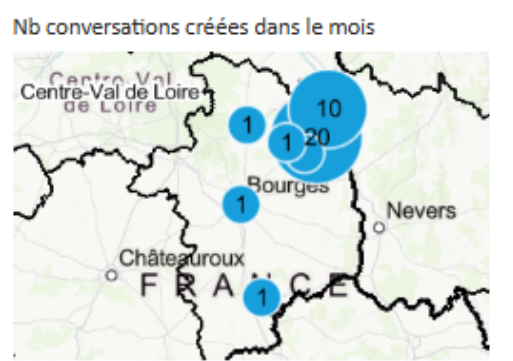 Nb conversations créées dans le mois
Centre-Val de Loire
Centre-Val de Loire
10
1
1
20
Bourges
1
Nevers
Châteauroux
FRANCE
1